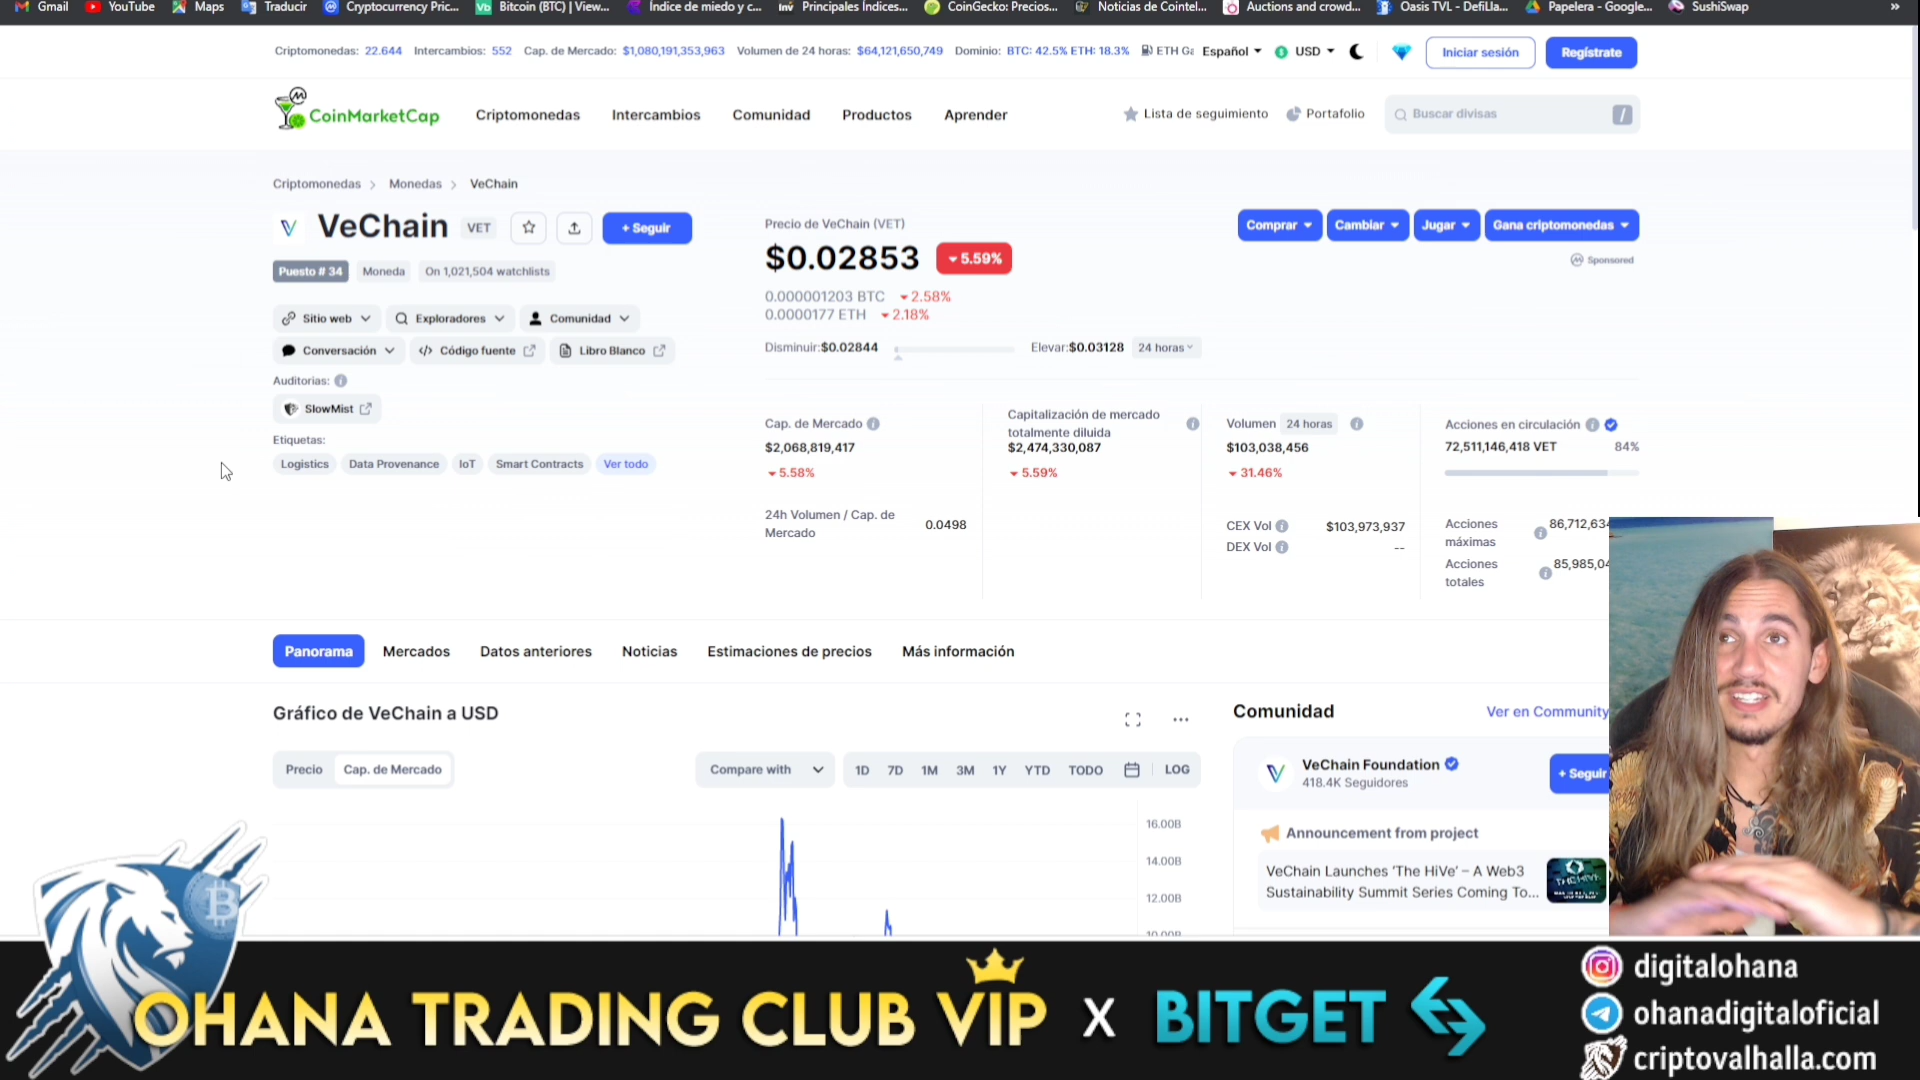 Gmail YouTube Maps Traducir Cryptocurrency Pric... Bitcoin (BTC) | View... Índice de miedo y c... Principales Índices... CoinGecko: Precios... Noticias de Cointel... Auctions and crowd... Oasis TVL - DefiLla... Papelera - Google... SushiSwap »
Criptomonedas: 22.644 Intercambios: 552 Cap. de Mercado: $1,080,191,353,963 Volumen de 24 horas: $64,121,650,749 Dominio: BTC: 42.5% ETH: 18.3% ETH Ga Español USD Iniciar sesión Regístrate
CoinMarketCap Criptomonedas Intercambios Comunidad Productos Aprender Lista de seguimiento Portafolio Buscar divisas /
Criptomonedas > Monedas > VeChain
VeChain VET + Seguir
Puesto # 34 Moneda On 1,021,504 watchlists
Sitio web Exploradores Comunidad
Conversación Código fuente Libro Blanco
Auditorias:
SlowMist
Etiquetas:
Logistics Data Provenance IoT Smart Contracts Ver todo
Precio de VeChain (VET)
$0.02853 5.59%
0.000001203 BTC 2.58%
0.0000177 ETH 2.18%
Disminuir:$0.02844 Elevar:$0.03128 24 horas
Comprar Cambiar Jugar Gana criptomonedas
Sponsored
Cap. de Mercado
$2,068,819,417
5.58%
24h Volumen / Cap. de
Mercado
0.0498
Capitalización de mercado
totalmente diluida
$2,474,330,087
5.59%
Volumen 24 horas
$103,038,456
31.46%
CEX Vol $103,973,937
DEX Vol --
Acciones en circulación
72,511,146,418 VET 84%
Acciones
máximas
86,712,634
Acciones
totales
85,985,04
Panorama Mercados Datos anteriores Noticias Estimaciones de precios Más información
Gráfico de VeChain a USD
Precio Cap. de Mercado Compare with 1D 7D 1M 3M 1Y YTD TODO LOG
16.00B
14.00B
12.00B
10.00B
Comunidad Ver en Community
VeChain Foundation
418.4K Seguidores
+ Seguir
Announcement from project
VeChain Launches 'The HiVe' – A Web3
Sustainability Summit Series Coming To...
OHANA TRADING CLUB VIP X BITGET
digitalohana
ohanadigitaloficial
criptovalhalla.com